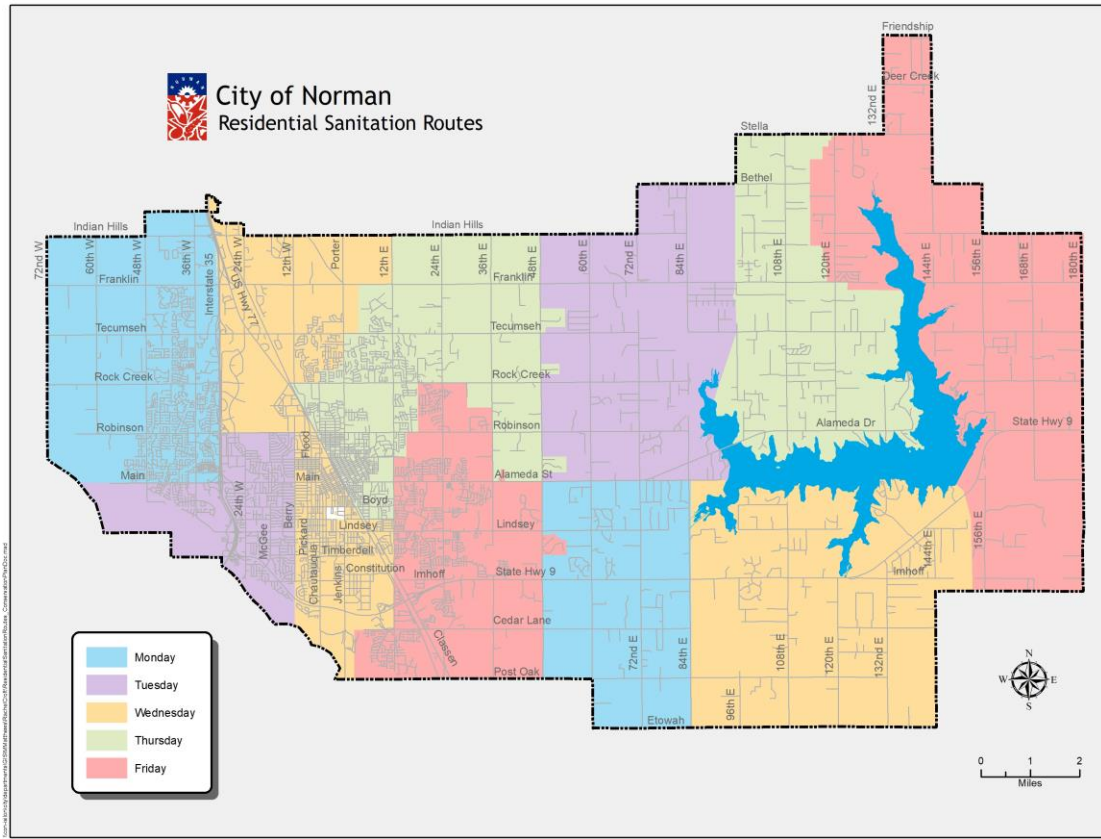 Friendship
Deer Creek
132nd E
City of Norman
Residential Sanitation Routes
Stella
Bethel
Indian Hills
Indian Hills
72nd W
60th W
48th W
36th W
Interstate 35
24th W
US Hwy 77
12th W
Porter
12th E
24th E
36th E
48th E
60th E
72nd E
84th E
108th E
120th E
144th E
156th E
168th E
180th E
Franklin
Franklin
Tecumseh
Tecumseh
Rock Creek
Rock Creek
Robinson
Flood
Robinson
Alameda Dr
State Hwy 9
Main
Main
Alameda St
24th W
McGee
Berry
Pickard
Chautauqua
Jenkins
Boyd
Lindsey
Lindsey
Timberdell
Constitution
Imhoff
State Hwy 9
144th E
Imhoff
156th E
Cedar Lane
Classen
Post Oak
72nd E
84th E
96th E
108th E
120th E
132nd E
Etowah
Monday
Tuesday
Wednesday
Thursday
Friday
N
W E
S
0 1 2
Miles